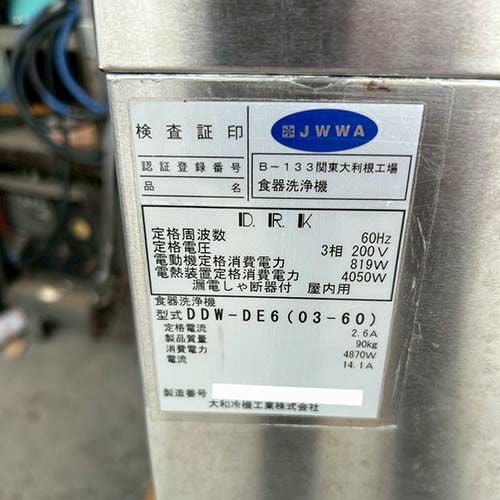 検査証印
JWWA
認証登録番号 B-133関東大利根工場
品名 食器洗浄機
D.R.K
定格周波数 60Hz
定格電圧 3相 200V
電動機定格消費電力 819W
電熱装置定格消費電力 4050W
漏電しゃ断器付 屋内用
食器洗浄機
型式 DDW-DE6(03-60)
定格電流 2.6A
製品質量 90kg
消費電力 4870W
電流 14.1A
製造番号
大和冷機工業株式会社